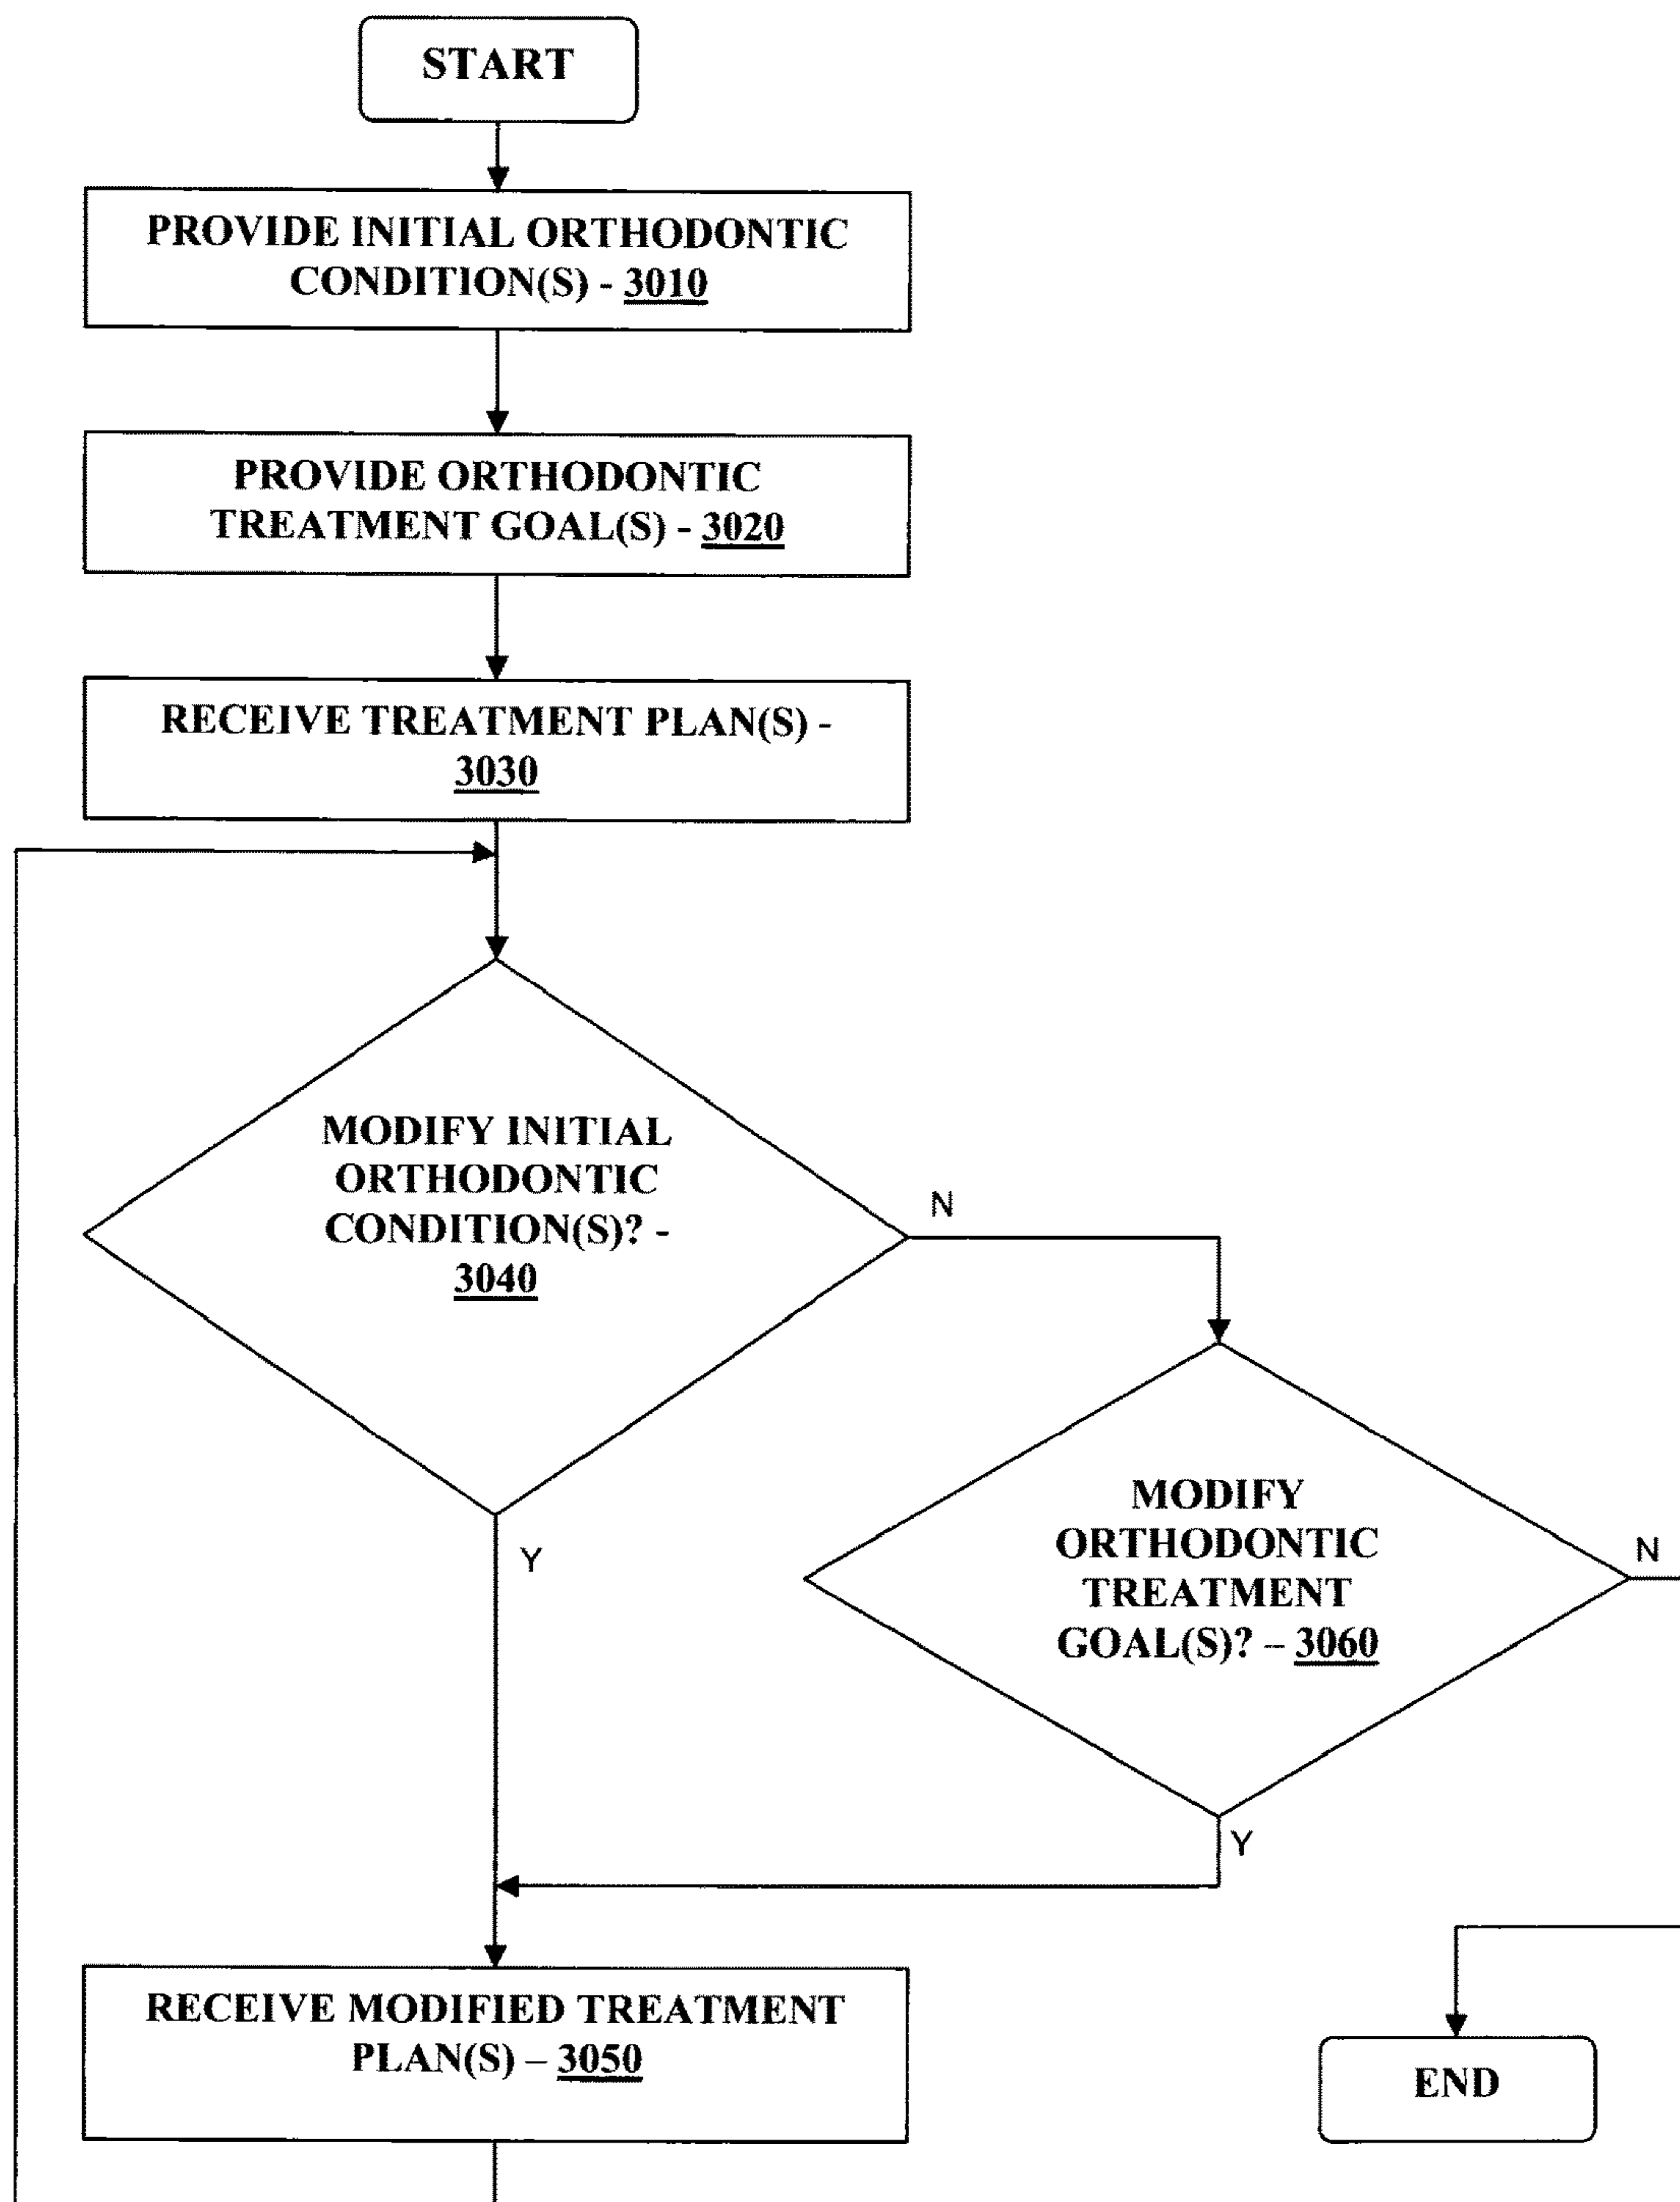 START
PROVIDE INITIAL ORTHODONTIC
CONDITION(S) - 3010
PROVIDE ORTHODONTIC
TREATMENT GOAL(S) - 3020
RECEIVE TREATMENT PLAN(S) -
3030
MODIFY INITIAL
ORTHODONTIC
CONDITION(S)? -
3040
N
Y
MODIFY
ORTHODONTIC
TREATMENT
GOAL(S)? – 3060
N
Y
RECEIVE MODIFIED TREATMENT
PLAN(S) – 3050
END